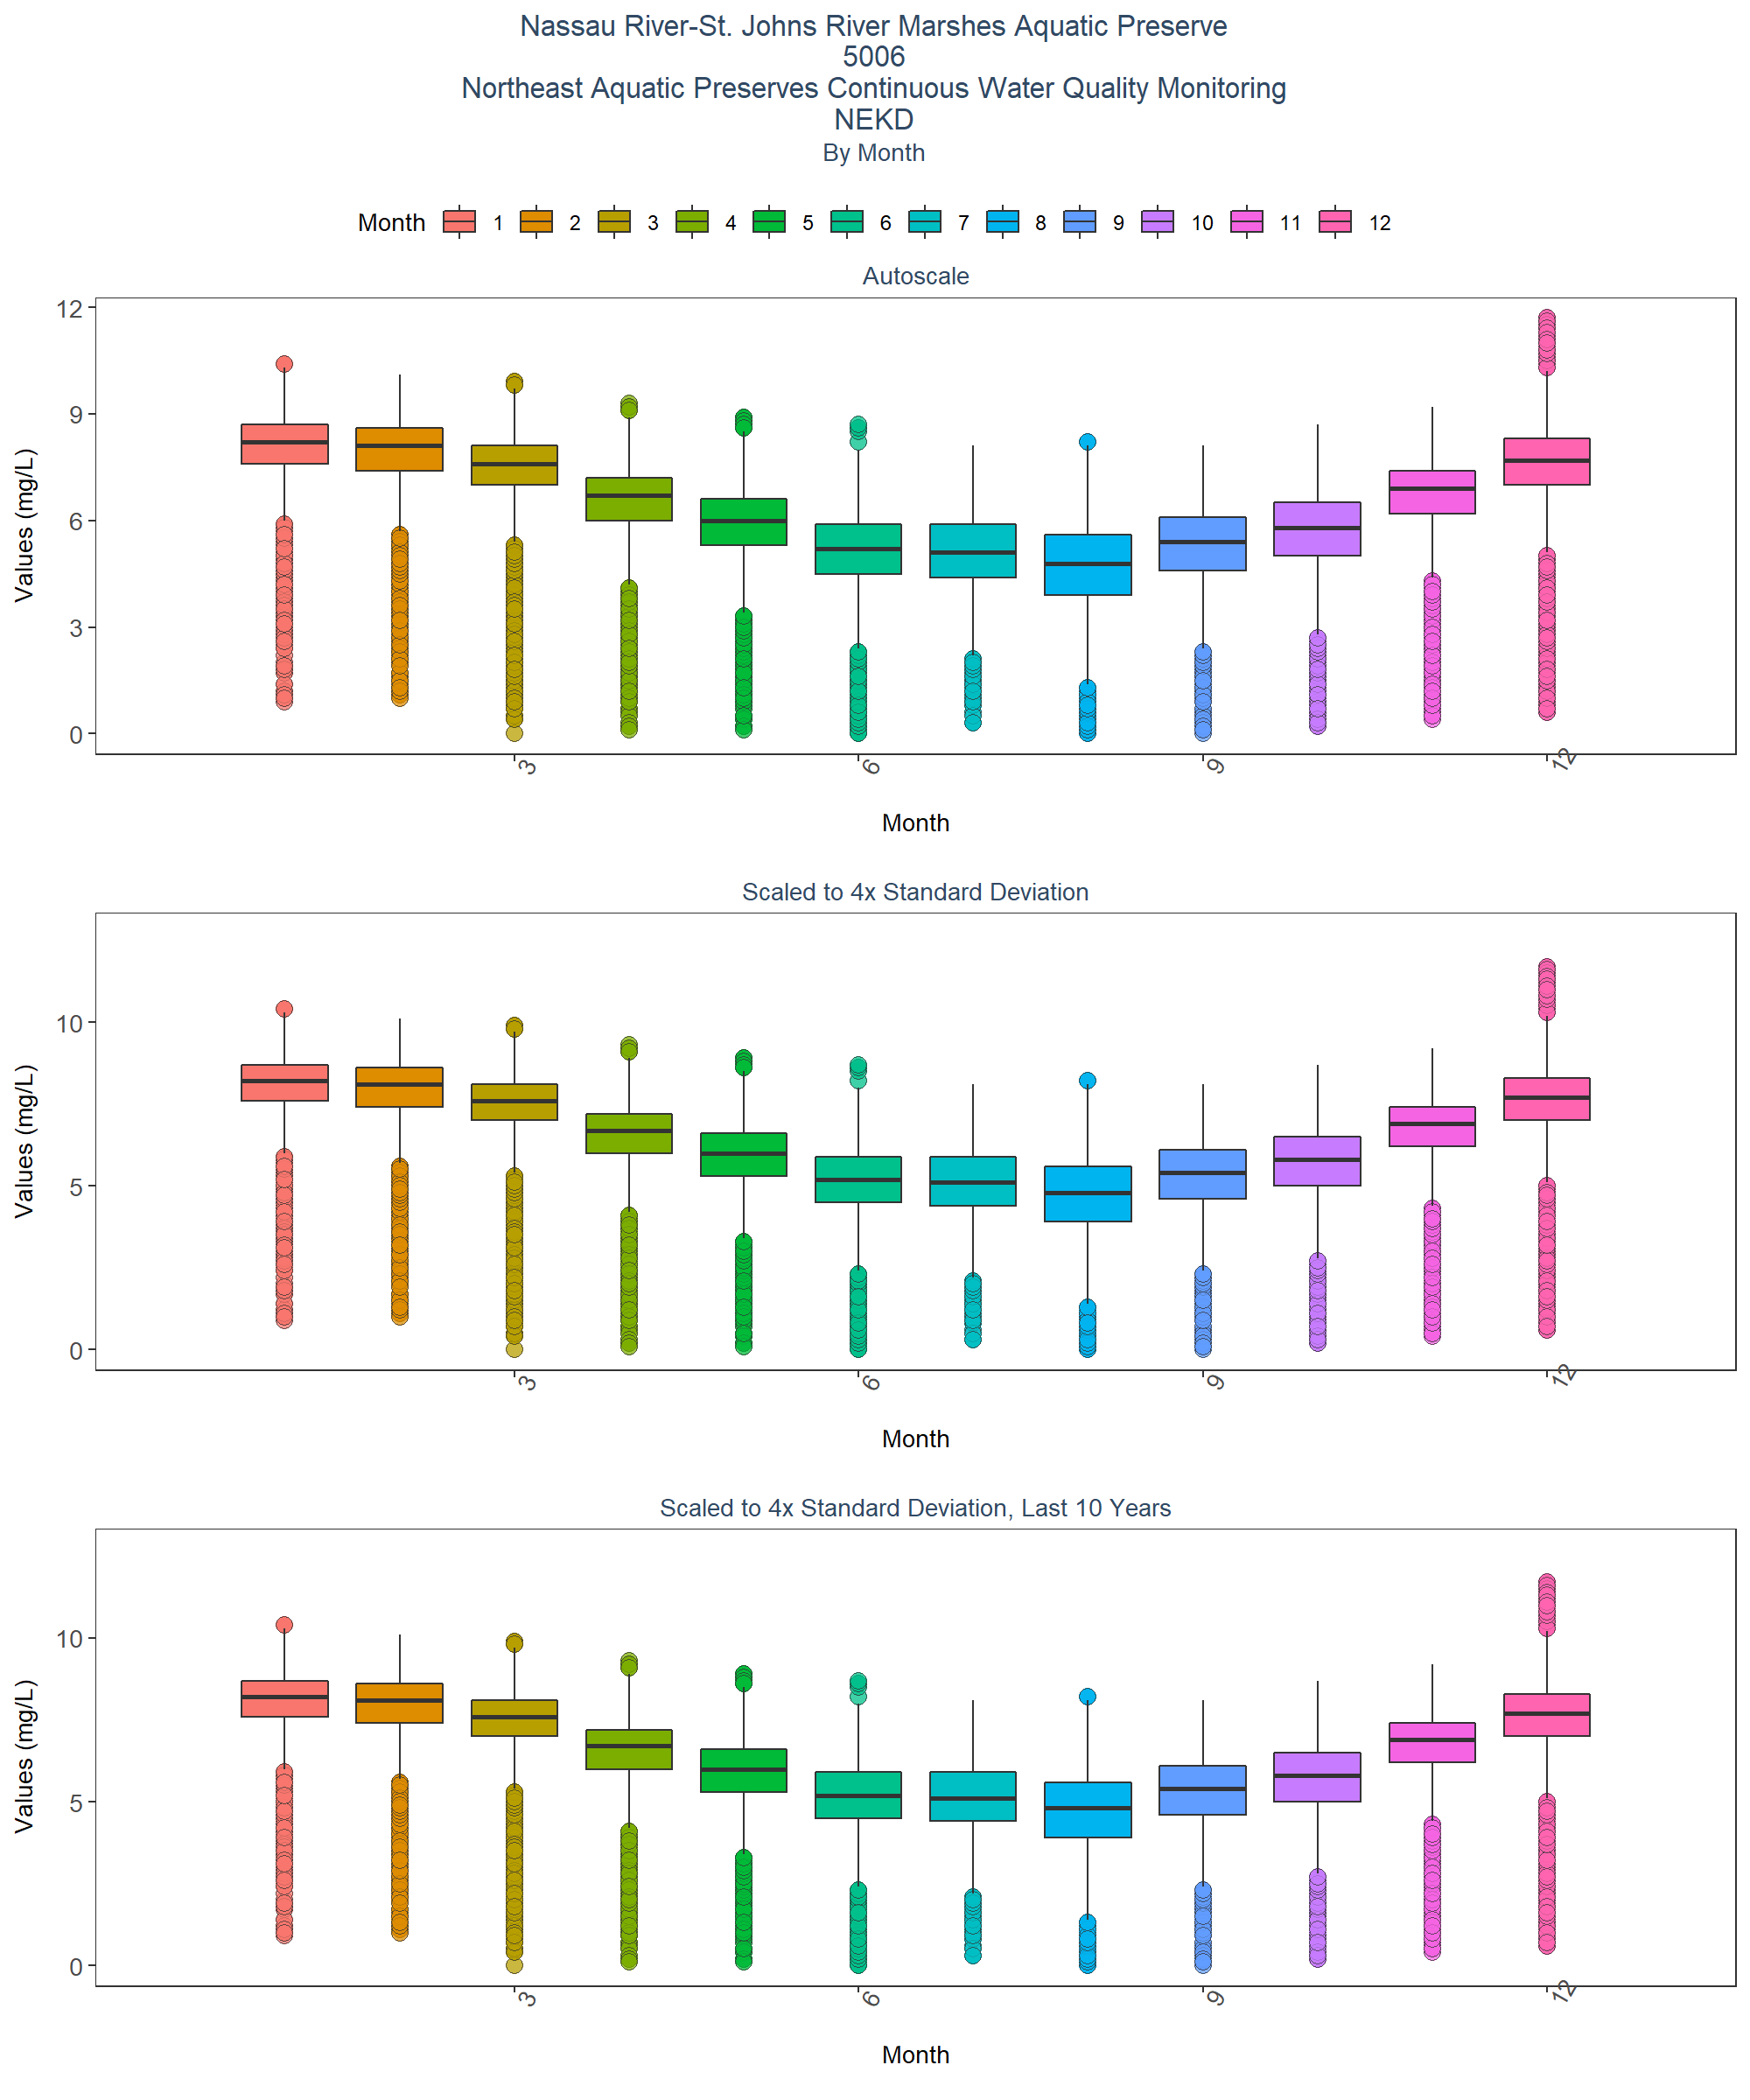 Nassau River-St. Johns River Marshes Aquatic Preserve
5006
Northeast Aquatic Preserves Continuous Water Quality Monitoring
NEKD
By Month
Month 1 2 3 4 5 6 7 8 9 10 11 12
Autoscale
Values (mg/L)
12
9
6
3
0
3 6 9 12
Month
Scaled to 4x Standard Deviation
Values (mg/L)
10
5
0
3 6 9 12
Month
Scaled to 4x Standard Deviation, Last 10 Years
Values (mg/L)
10
5
0
3 6 9 12
Month